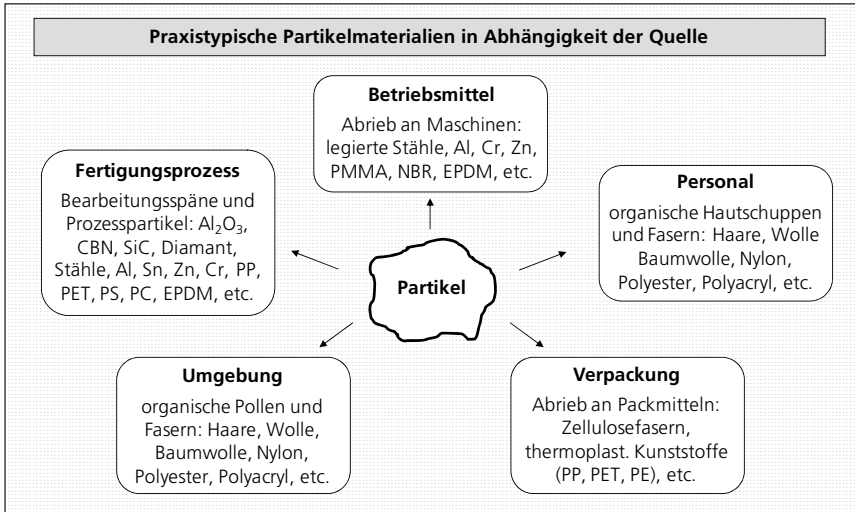 Praxistypische Partikelmaterialien in Abhängigkeit der Quelle
Betriebsmittel
Abrieb an Maschinen:
legierte Stähle, Al, Cr, Zn,
PMMA, NBR, EPDM, etc.
Fertigungsprozess
Bearbeitungsspäne und
Prozesspartikel: Al₂O₃,
CBN, SiC, Diamant,
Stähle, Al, Sn, Zn, Cr, PP,
PET, PS, PC, EPDM, etc.
Personal
organische Hautschuppen
und Fasern: Haare, Wolle
Baumwolle, Nylon,
Polyester, Polyacryl, etc.
Partikel
Umgebung
organische Pollen und
Fasern: Haare, Wolle,
Baumwolle, Nylon,
Polyester, Polyacryl, etc.
Verpackung
Abrieb an Packmitteln:
Zellulosefasern,
thermoplast. Kunststoffe
(PP, PET, PE), etc.